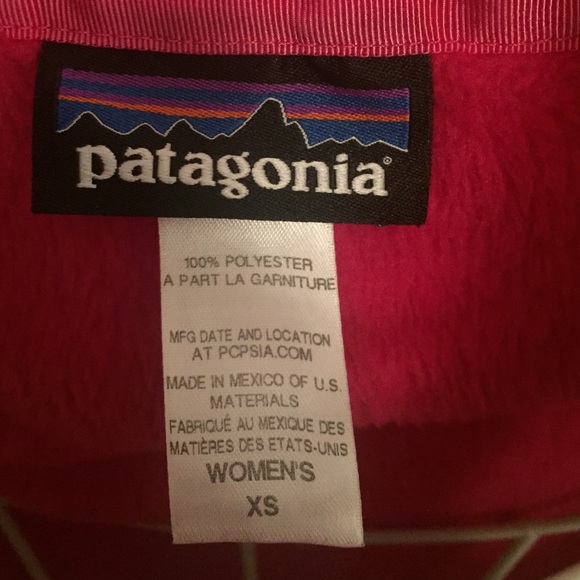 patagonia®
100% POLYESTER
A PART LA GARNITURE
MFG DATE AND LOCATION
AT PCPSIA.COM
MADE IN MEXICO OF U.S.
MATERIALS
FABRIQUÉ AU MEXIQUE DES
MATIÈRES DES ETATS-UNIS
WOMEN'S
XS